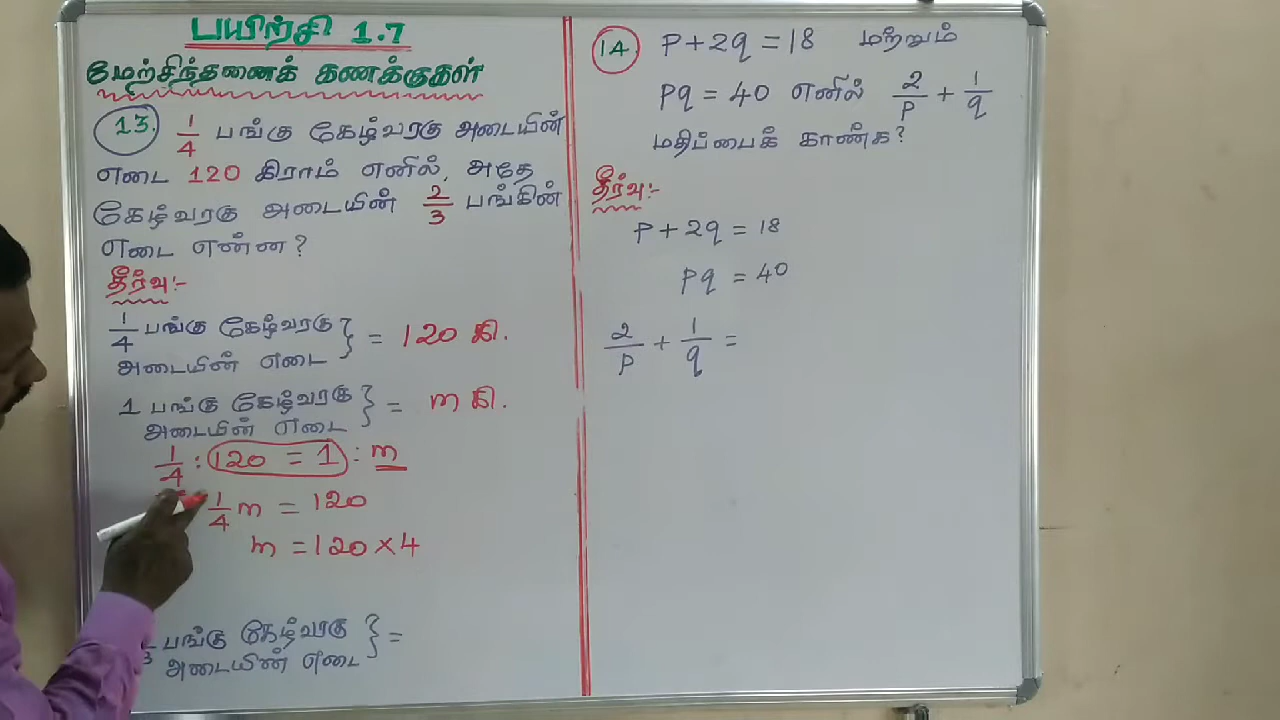 பயிற்சி 1.7
மேற்சிந்தனைக் கணக்குகள்
13. 1/4 பங்கு கேழ்வரகு அடையின்
எடை 120 கிராம் எனில், அதே
கேழ்வரகு அடையின் 2/3 பங்கின்
எடை என்ன?
தீர்வு:-
1/4 பங்கு கேழ்வரகு } = 120 கி.
அடையின் எடை
1 பங்கு கேழ்வரகு } = m கி.
அடையின் எடை
1/4 : 120 = 1 : m
1/4 m = 120
m = 120 × 4
பங்கு கேழ்வரகு } =
3 அடையின் எடை
14 P + 2q = 18 மற்றும்
Pq = 40 எனில் 2/P + 1/q
மதிப்பைக் காண்க?
தீர்வு:-
P + 2q = 18
Pq = 40
2/P + 1/q =